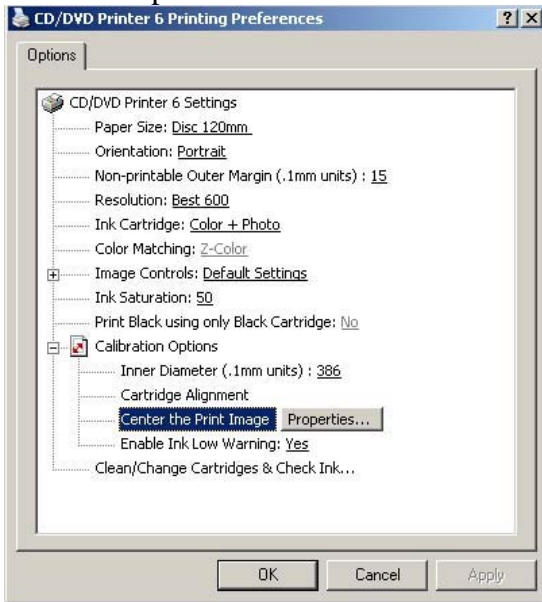 CD/DVD Printer 6 Printing Preferences
Options
CD/DVD Printer 6 Settings
Paper Size: Disc 120mm
Orientation: Portrait
Non-printable Outer Margin (.1mm units) : 15
Resolution: Best 600
Ink Cartridge: Color + Photo
Color Matching: Z-Color
Image Controls: Default Settings
Ink Saturation: 50
Print Black using only Black Cartridge: No
Calibration Options
Inner Diameter (.1mm units) : 386
Cartridge Alignment
Center the Print Image Properties...
Enable Ink Low Warning: Yes
Clean/Change Cartridges & Check Ink...
OK Cancel Apply